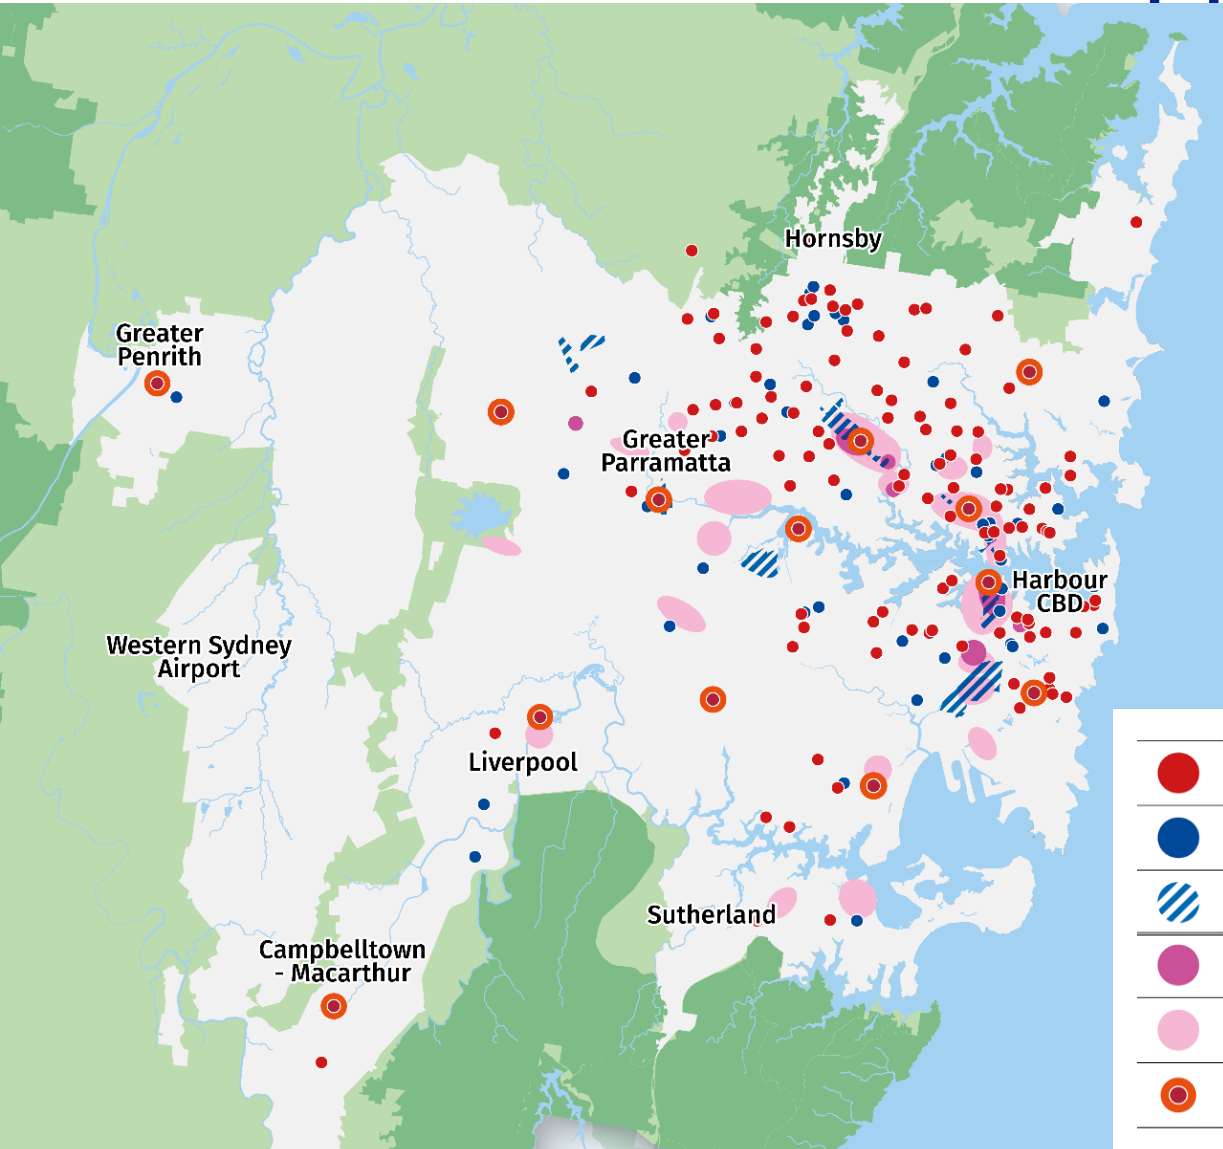 Hornsby
Greater
Penrith
Greater
Parramatta
Harbour
CBD
Western Sydney
Airport
Liverpool
Sutherland
Campbelltown
- Macarthur